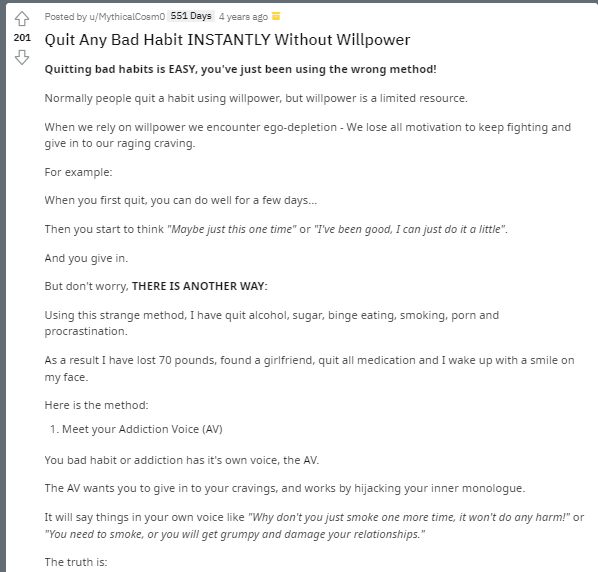 Posted by u/MythicalCosm0 551 Days 4 years ago
201
Quit Any Bad Habit INSTANTLY Without Willpower
Quitting bad habits is EASY, you've just been using the wrong method!
Normally people quit a habit using willpower, but willpower is a limited resource.
When we rely on willpower we encounter ego-depletion - We lose all motivation to keep fighting and
give in to our raging craving.
For example:
When you first quit, you can do well for a few days...
Then you start to think "Maybe just this one time" or "I've been good, I can just do it a little".
And you give in.
But don't worry, THERE IS ANOTHER WAY:
Using this strange method, I have quit alcohol, sugar, binge eating, smoking, porn and
procrastination.
As a result I have lost 70 pounds, found a girlfriend, quit all medication and I wake up with a smile on
my face.
Here is the method:
1. Meet your Addiction Voice (AV)
You bad habit or addiction has it's own voice, the AV.
The AV wants you to give in to your cravings, and works by hijacking your inner monologue.
It will say things in your own voice like "Why don't you just smoke one more time, it won't do any harm!" or
"You need to smoke, or you will get grumpy and damage your relationships."
The truth is: